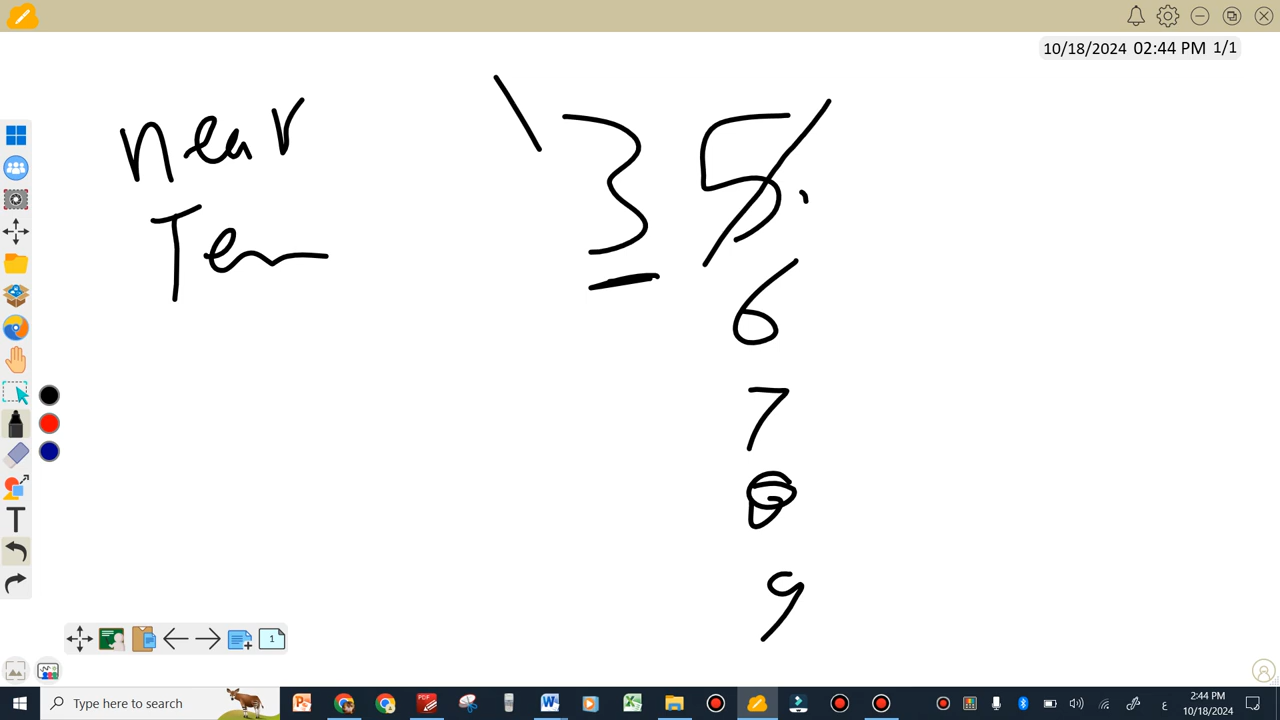 10/18/2024 02:44 PM 1/1
near
Ten
\ 3 5
6
7
8
9
T
1
Type here to search
2:44 PM
10/18/2024